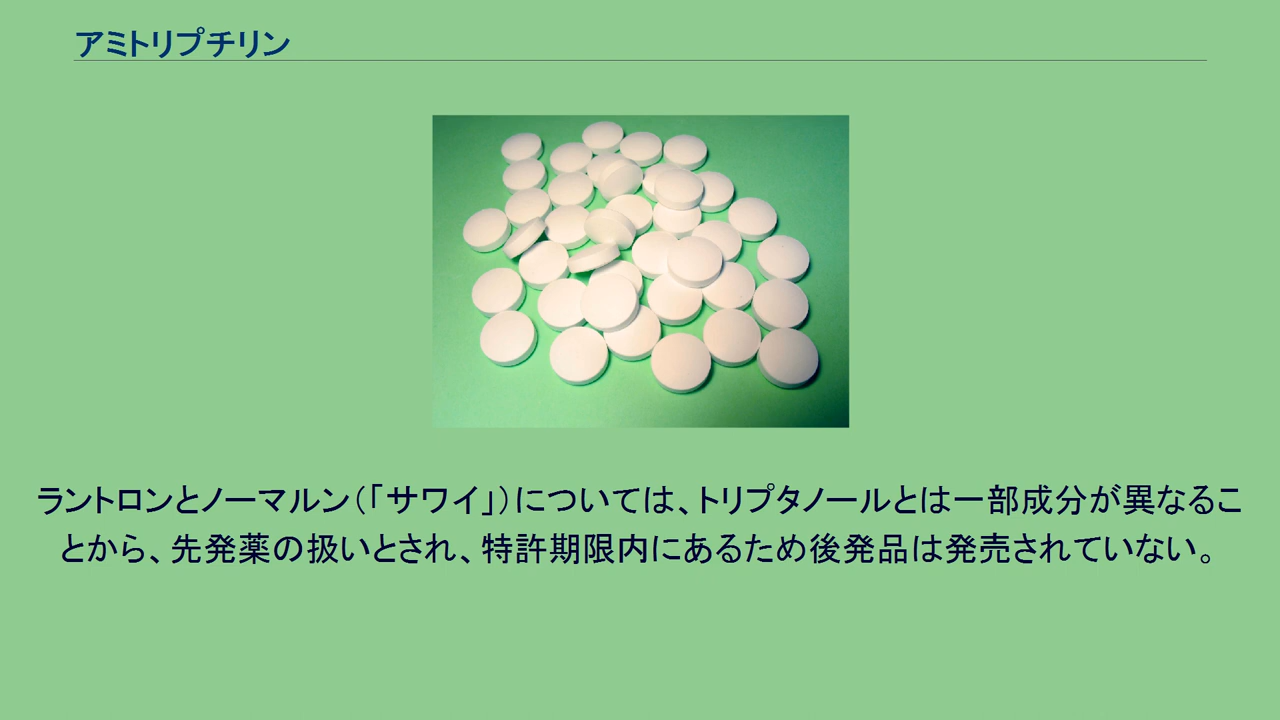 アミトリプチリン
ラントロンとノーマルン(「サワイ」)については、トリプタノールとは一部成分が異なるこ
とから、先発薬の扱いとされ、特許期限内にあるため後発品は発売されていない。